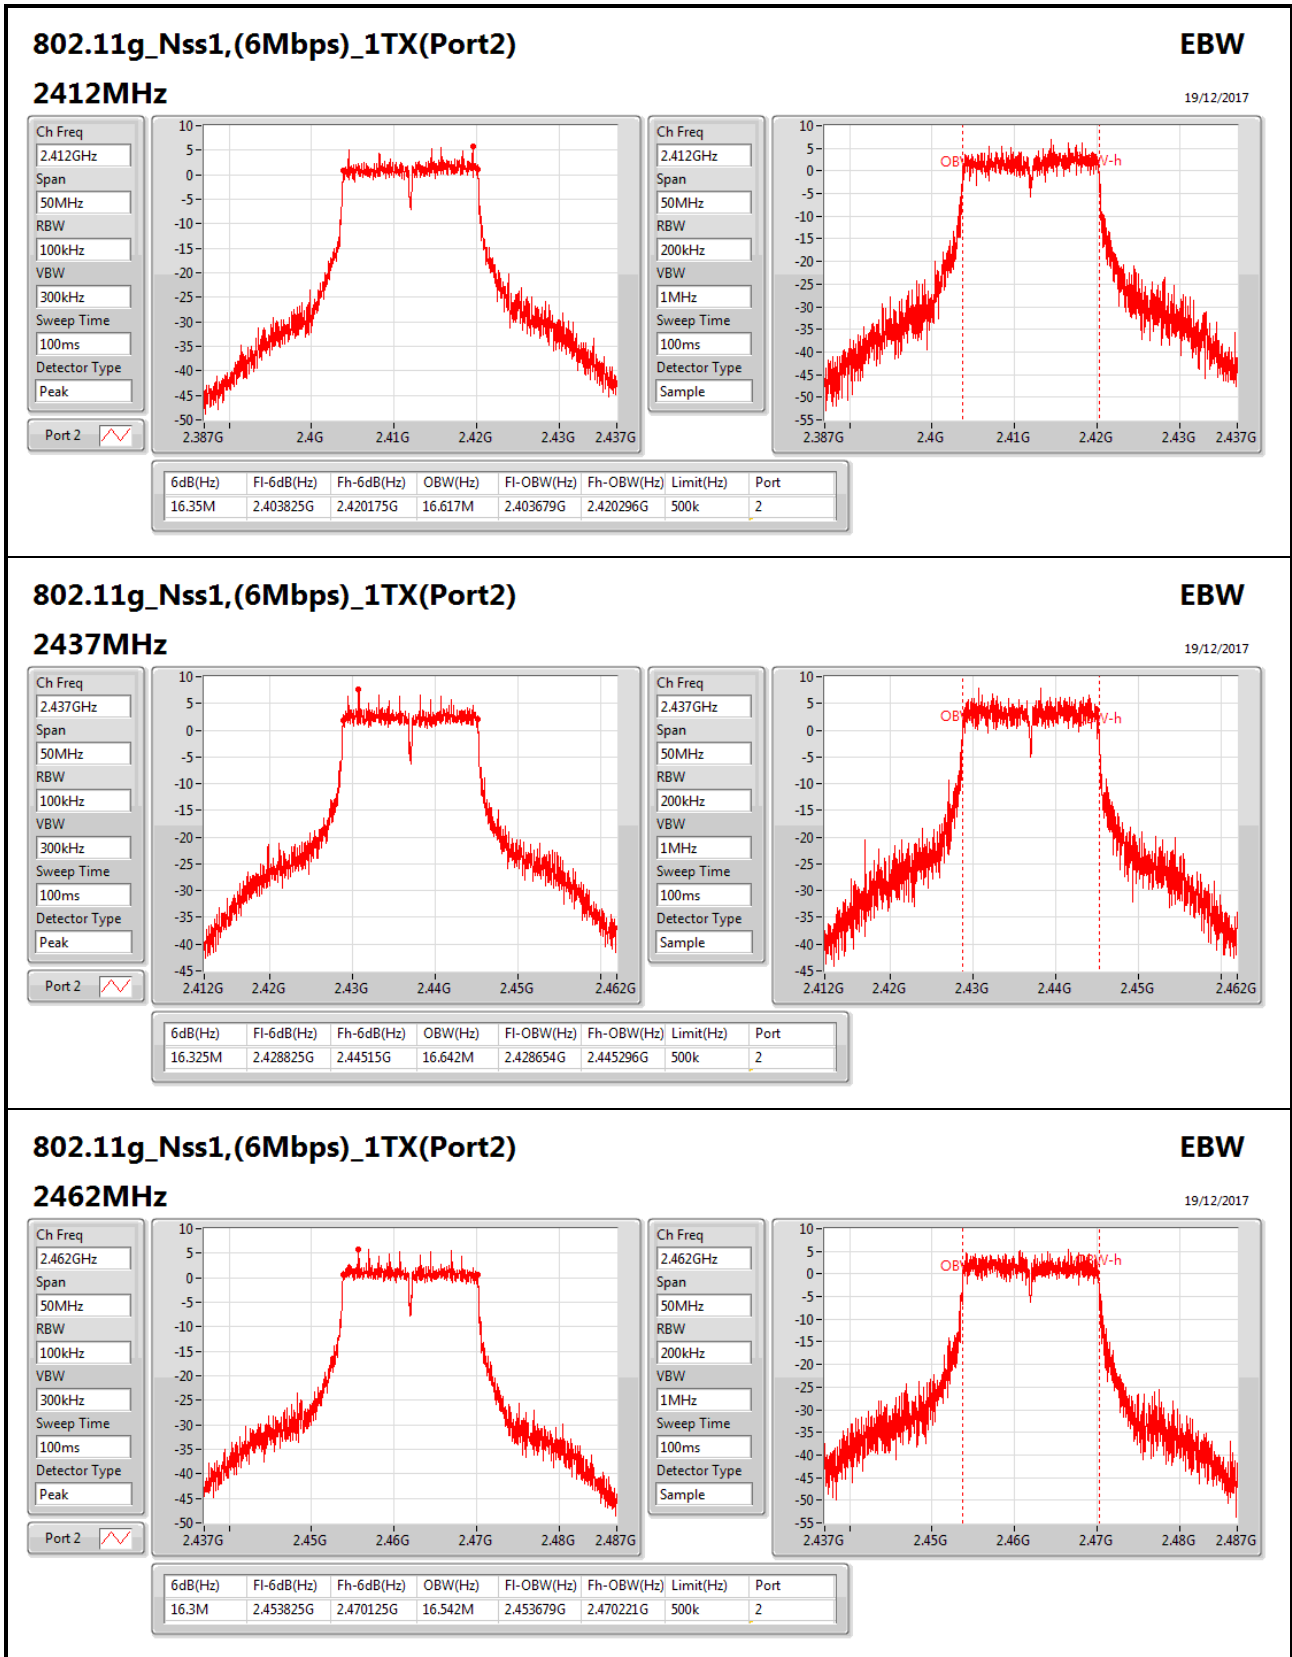 802.11g_Nss1,(6Mbps)_1TX(Port2) EBW
2412MHz 19/12/2017
Ch Freq
2.412GHz
Span
50MHz
RBW
100kHz
VBW
300kHz
Sweep Time
100ms
Detector Type
Peak
Port 2
10
5
0
-5
-10
-15
-20
-25
-30
-35
-40
-45
-50
2.387G 2.4G 2.41G 2.42G 2.43G 2.437G
Ch Freq
2.412GHz
Span
50MHz
RBW
200kHz
VBW
1MHz
Sweep Time
100ms
Detector Type
Sample
10
5
0
-5
-10
-15
-20
-25
-30
-35
-40
-45
-50
-55
2.387G 2.4G 2.41G 2.42G 2.43G 2.437G
6dB(Hz) Fl-6dB(Hz) Fh-6dB(Hz) OBW(Hz) Fl-OBW(Hz) Fh-OBW(Hz) Limit(Hz) Port
16.35M 2.403825G 2.420175G 16.617M 2.403679G 2.420296G 500k 2
802.11g_Nss1,(6Mbps)_1TX(Port2) EBW
2437MHz 19/12/2017
Ch Freq
2.437GHz
Span
50MHz
RBW
100kHz
VBW
300kHz
Sweep Time
100ms
Detector Type
Peak
Port 2
10
5
0
-5
-10
-15
-20
-25
-30
-35
-40
-45
2.412G 2.42G 2.43G 2.44G 2.45G 2.462G
Ch Freq
2.437GHz
Span
50MHz
RBW
200kHz
VBW
1MHz
Sweep Time
100ms
Detector Type
Sample
10
5
0
-5
-10
-15
-20
-25
-30
-35
-40
-45
2.412G 2.42G 2.43G 2.44G 2.45G 2.462G
6dB(Hz) Fl-6dB(Hz) Fh-6dB(Hz) OBW(Hz) Fl-OBW(Hz) Fh-OBW(Hz) Limit(Hz) Port
16.325M 2.428825G 2.44515G 16.642M 2.428654G 2.445296G 500k 2
802.11g_Nss1,(6Mbps)_1TX(Port2) EBW
2462MHz 19/12/2017
Ch Freq
2.462GHz
Span
50MHz
RBW
100kHz
VBW
300kHz
Sweep Time
100ms
Detector Type
Peak
Port 2
10
5
0
-5
-10
-15
-20
-25
-30
-35
-40
-45
-50
2.437G 2.45G 2.46G 2.47G 2.48G 2.487G
Ch Freq
2.462GHz
Span
50MHz
RBW
200kHz
VBW
1MHz
Sweep Time
100ms
Detector Type
Sample
10
5
0
-5
-10
-15
-20
-25
-30
-35
-40
-45
-50
-55
2.437G 2.45G 2.46G 2.47G 2.48G 2.487G
6dB(Hz) Fl-6dB(Hz) Fh-6dB(Hz) OBW(Hz) Fl-OBW(Hz) Fh-OBW(Hz) Limit(Hz) Port
16.3M 2.453825G 2.470125G 16.542M 2.453679G 2.470221G 500k 2